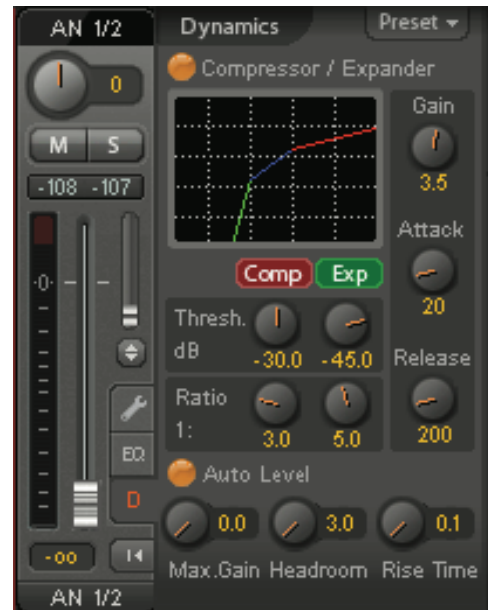 AN 1/2
0
M S
-108 -107
0
EQ
D
-oo
AN 1/2
Dynamics
Preset
Compressor / Expander
Gain
3.5
Attack
20
Release
200
Comp Exp
Thresh.
dB
-30.0 -45.0
Ratio
1:
3.0 5.0
Auto Level
0.0 3.0 0.1
Max.Gain Headroom Rise Time